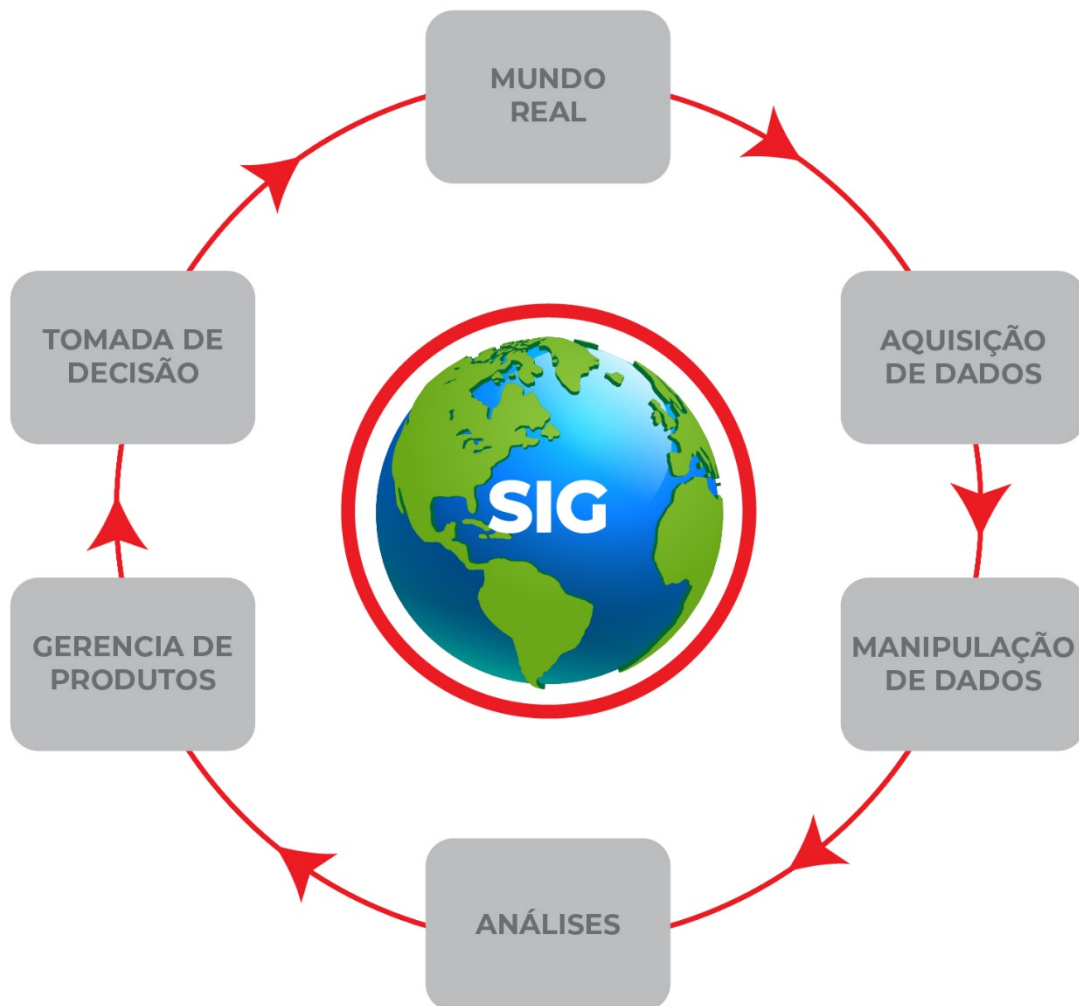 MUNDO
REAL
AQUISIÇÃO
DE DADOS
MANIPULAÇÃO
DE DADOS
ANÁLISES
GERENCIA DE
PRODUTOS
TOMADA DE
DECISÃO
SIG